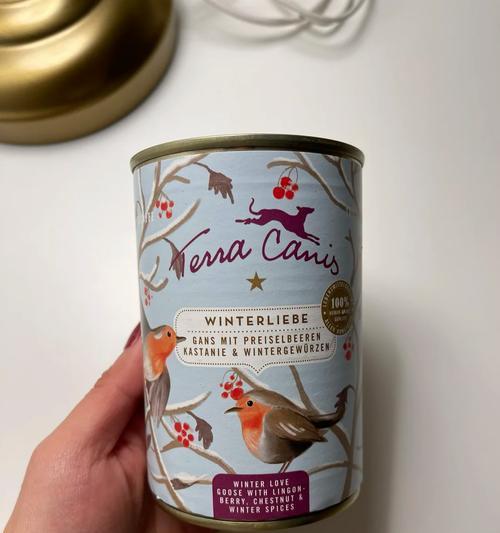 Terra Canis
WINTERLIEBE
100%
GANS MIT PREISELBEEREN
KASTANIE & WINTERGEWÜRZEN
WINTER LOVE
GOOSE WITH LINGON-
BERRY, CHESTNUT &
WINTER SPICES